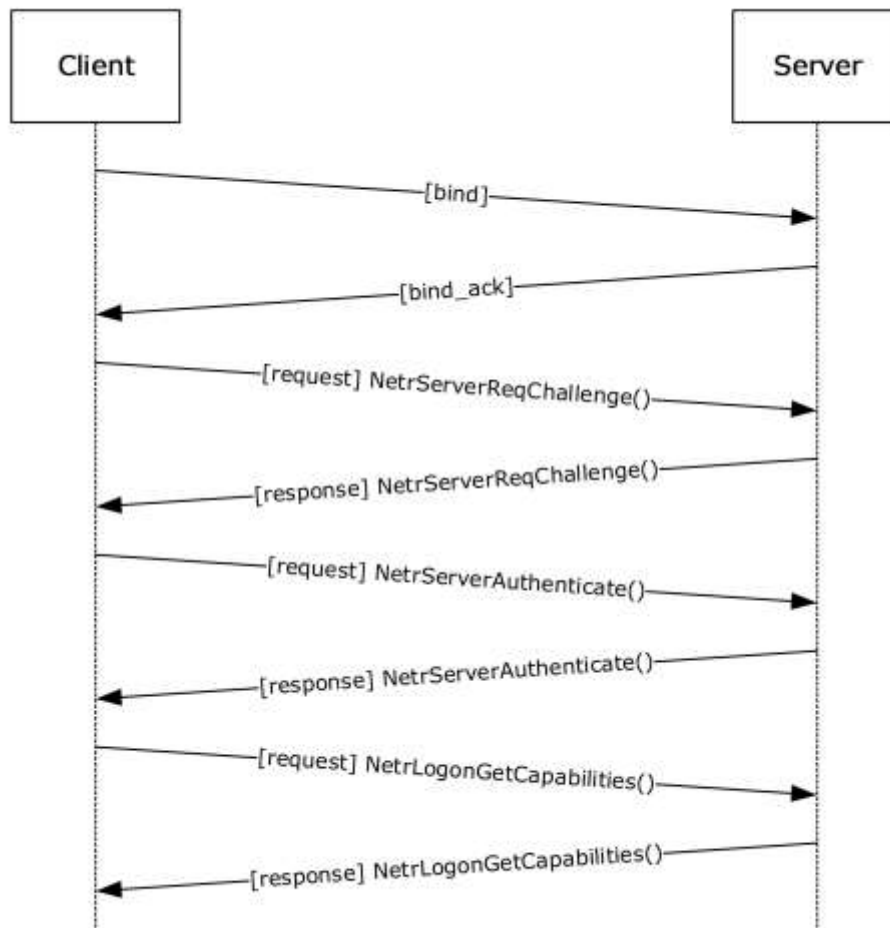 Client
Server
[bind]
[bind_ack]
[request] NetrServerReqChallenge()
[response] NetrServerReqChallenge()
[request] NetrServerAuthenticate()
[response] NetrServerAuthenticate()
[request] NetrLogonGetCapabilities()
[response] NetrLogonGetCapabilities()